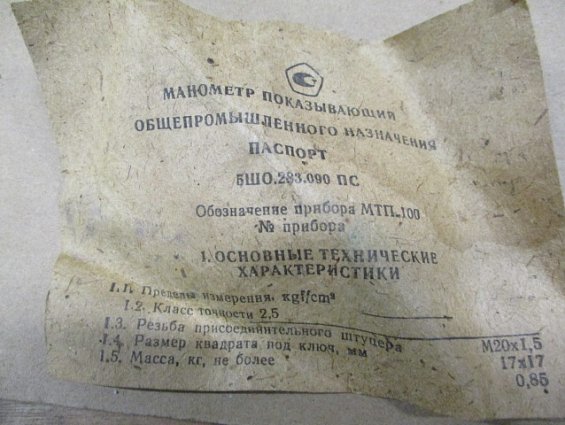 МАНОМЕТР ПОКАЗЫВАЮЩИЙ
ОБЩЕПРОМЫШЛЕННОГО НАЗНАЧЕНИЯ
ПАСПОРТ
БШО.283.090 ПС
Обозначение прибора МТП-100
№ прибора
1. ОСНОВНЫЕ ТЕХНИЧЕСКИЕ
ХАРАКТЕРИСТИКИ
1.1. Пределы измерения, kgf/cm²
1.2. Класс точности 2,5
1.3. Резьба присоединительного штуцера М20х1,5
1.4. Размер квадрата под ключ, мм 17х17
1.5. Масса, кг, не более 0,85